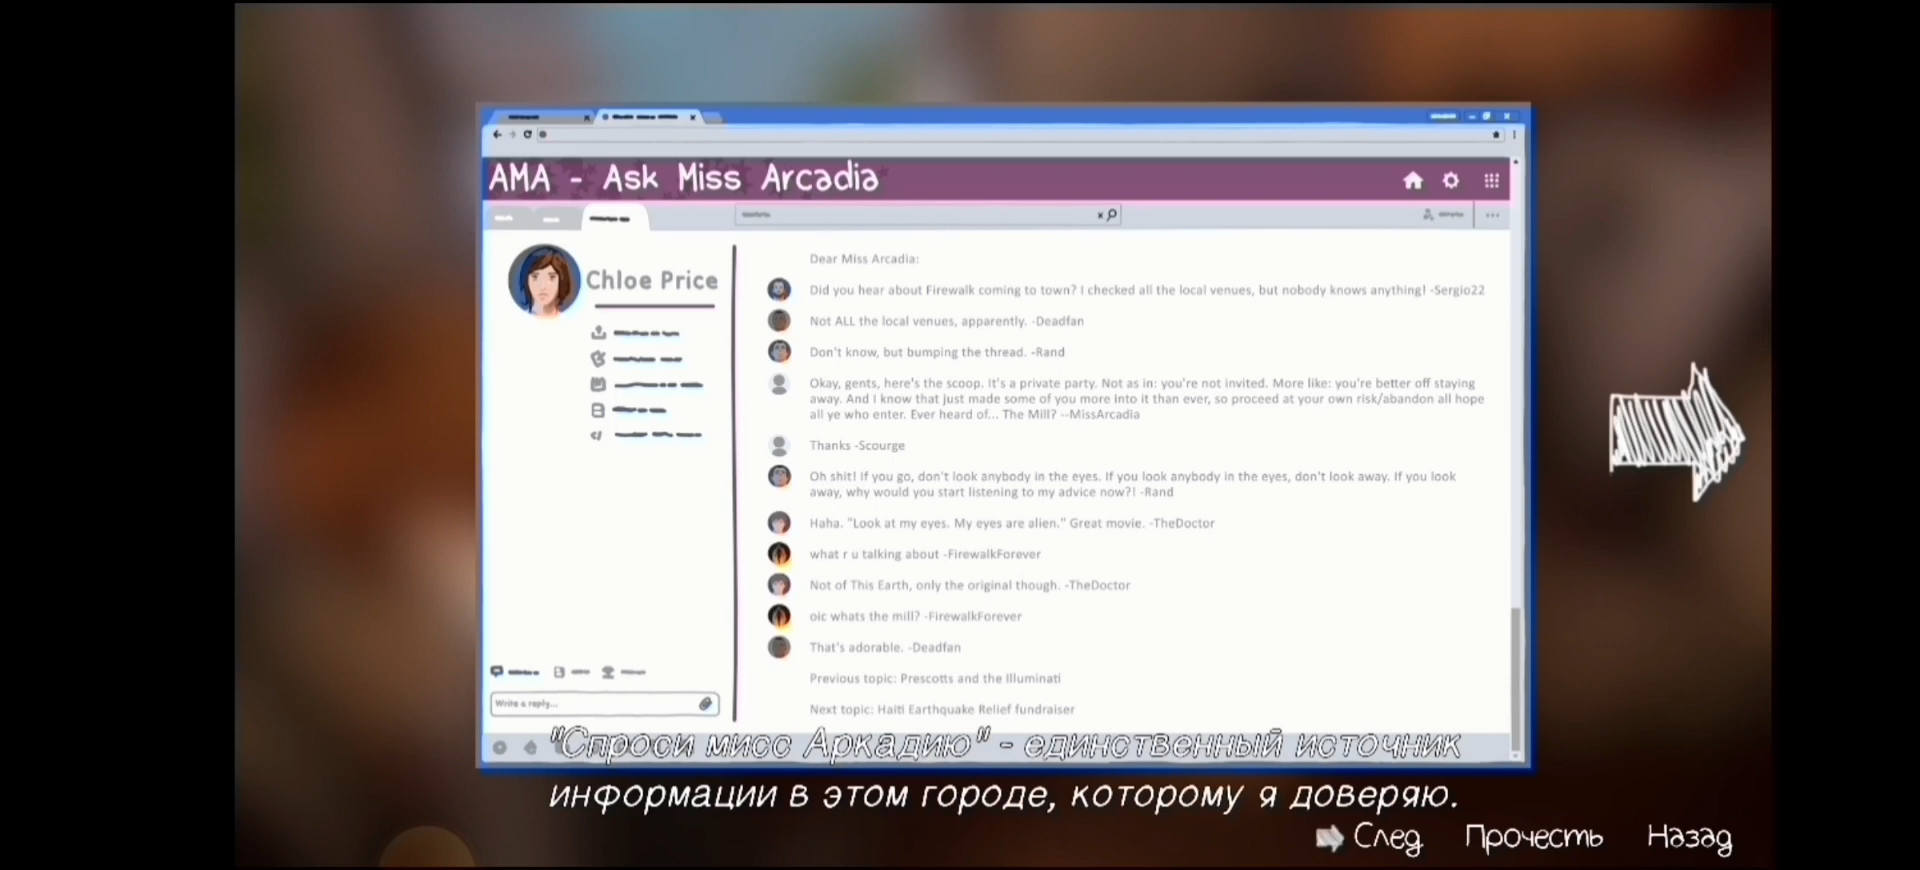 AMA - Ask Miss Arcadia
Chloe Price
Dear Miss Arcadia:
Did you hear about Firewalk coming to town? I checked all the local venues, but nobody knows anything! -Sergio22
Not ALL the local venues, apparently. -Deadfan
Don't know, but bumping the thread. -Rand
Okay, gents, here's the scoop. It's a private party. Not as in: you're not invited. More like: you're better off staying
away. And I know that just made some of you more into it than ever, so proceed at your own risk/abandon all hope
all ye who enter. Ever heard of... The Mill? --MissArcadia
Thanks -Scourge
Oh shit! If you go, don't look anybody in the eyes. If you look anybody in the eyes, don't look away. If you look
away, why would you start listening to my advice now?! -Rand
Haha. "Look at my eyes. My eyes are alien." Great movie. -TheDoctor
what r u talking about -FirewalkForever
Not of This Earth, only the original though. -TheDoctor
oic whats the mill? -FirewalkForever
That's adorable. -Deadfan
Previous topic: Prescotts and the Illuminati
Next topic: Haiti Earthquake Relief fundraiser
Write a reply...
"Спроси мисс Аркадию" - единственный источник
информации в этом городе, которому я доверяю.
След Прочесть Назад